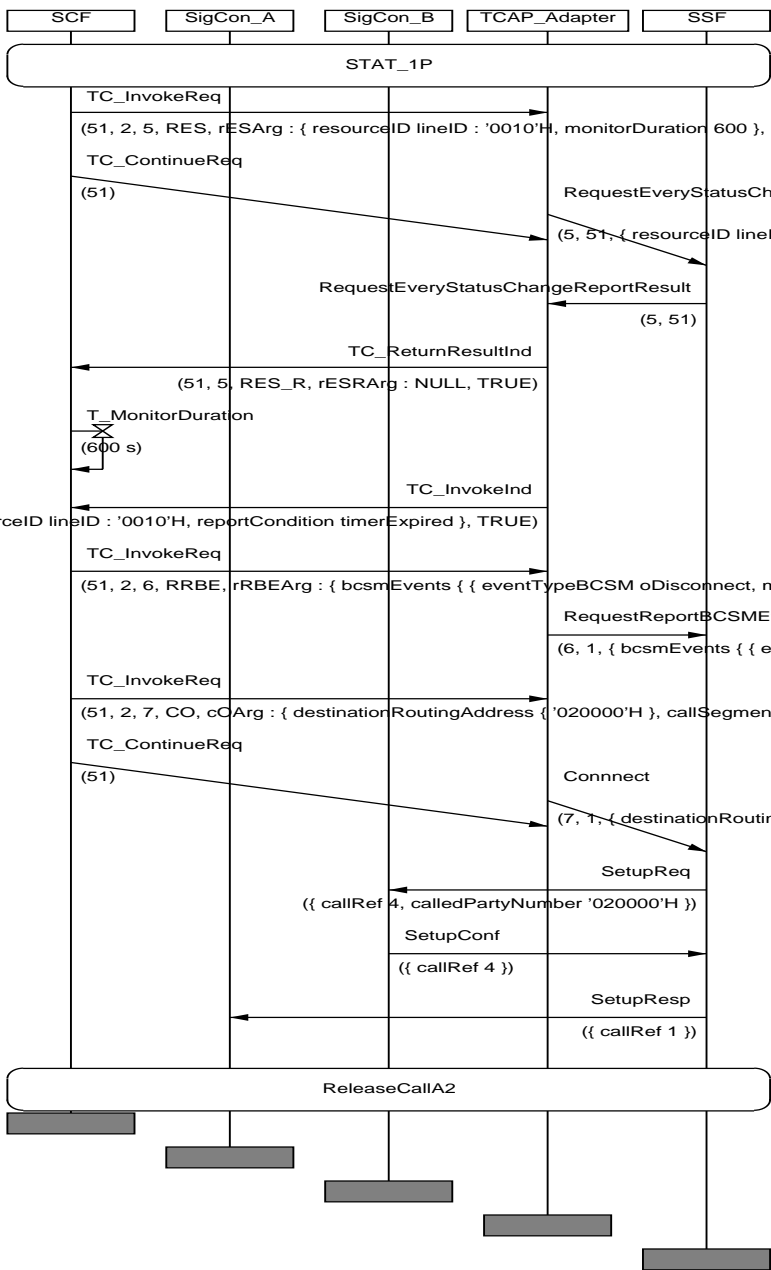 SCF SigCon_A SigCon_B TCAP_Adapter SSF
STAT_1P
TC_InvokeReq
(51, 2, 5, RES, rESArg : { resourceID lineID : '0010'H, monitorDuration 600 },
TC_ContinueReq
(51)
RequestEveryStatusCh
(5, 51, { resourceID lineI
RequestEveryStatusChangeReportResult
(5, 51)
TC_ReturnResultInd
(51, 5, RES_R, rESRArg : NULL, TRUE)
T_MonitorDuration
(600 s)
TC_InvokeInd
rceID lineID : '0010'H, reportCondition timerExpired }, TRUE)
TC_InvokeReq
(51, 2, 6, RRBE, rRBEArg : { bcsmEvents { { eventTypeBCSM oDisconnect, m
RequestReportBCSME
(6, 1, { bcsmEvents { { e
TC_InvokeReq
(51, 2, 7, CO, cOArg : { destinationRoutingAddress { '020000'H }, callSegmen
TC_ContinueReq
(51)
Connnect
(7, 1, { destinationRoutin
SetupReq
({ callRef 4, calledPartyNumber '020000'H })
SetupConf
({ callRef 4 })
SetupResp
({ callRef 1 })
ReleaseCallA2